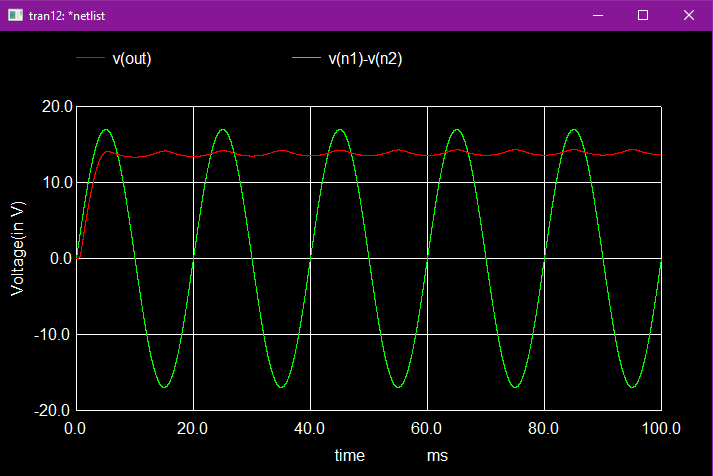 tran12: *netlist
v(out) v(n1)-v(n2)
20.0
10.0
0.0
-10.0
-20.0
Voltage(in V)
0.0 20.0 40.0 60.0 80.0 100.0
time ms